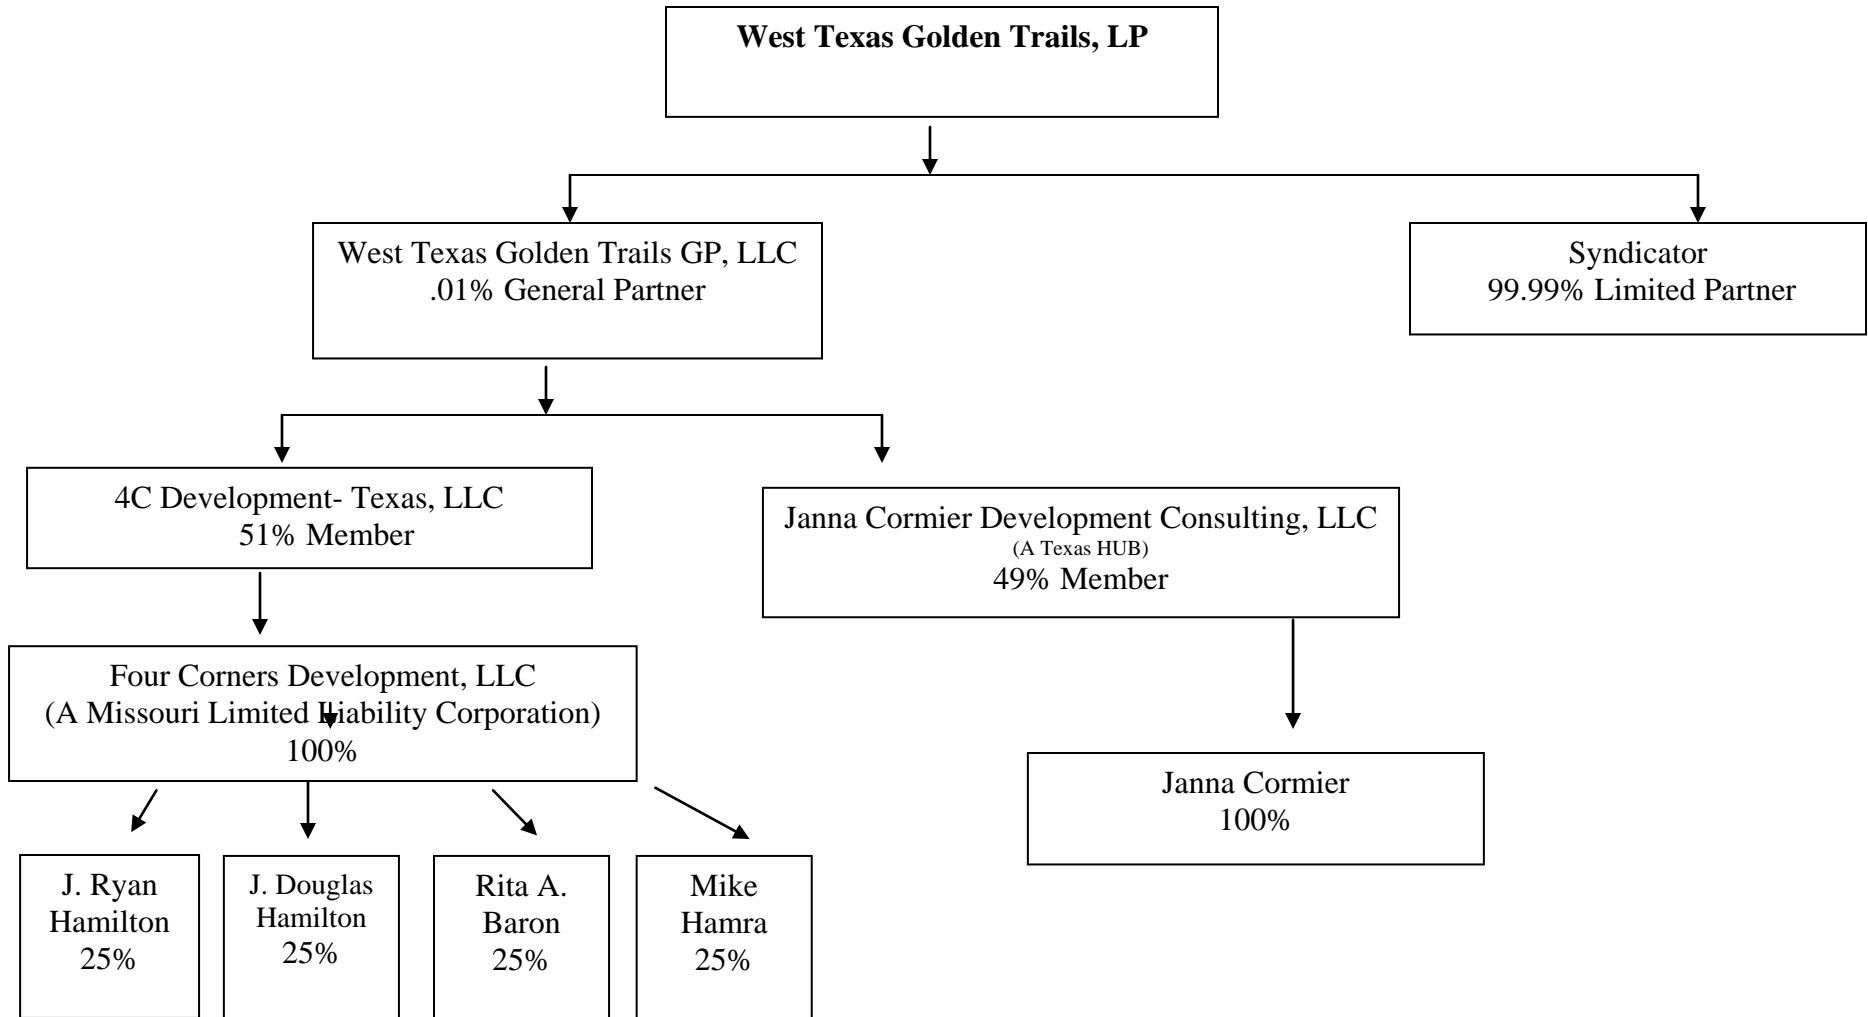 West Texas Golden Trails, LP
West Texas Golden Trails GP, LLC
.01% General Partner
Syndicator
99.99% Limited Partner
4C Development- Texas, LLC
51% Member
Janna Cormier Development Consulting, LLC
(A Texas HUB)
49% Member
Four Corners Development, LLC
(A Missouri Limited Liability Corporation)
100%
Janna Cormier
100%
J. Ryan
Hamilton
25%
J. Douglas
Hamilton
25%
Rita A.
Baron
25%
Mike
Hamra
25%